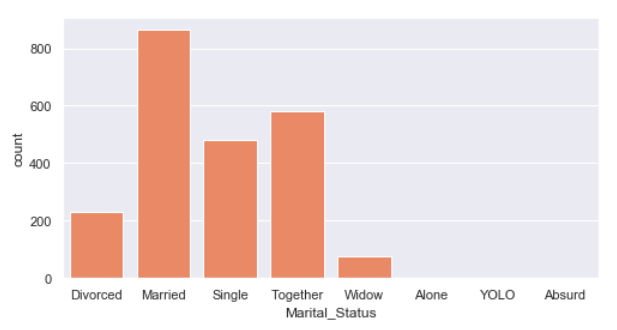 800
600
400
200
0
count
Divorced Married Single Together Widow Alone YOLO Absurd
Marital_Status